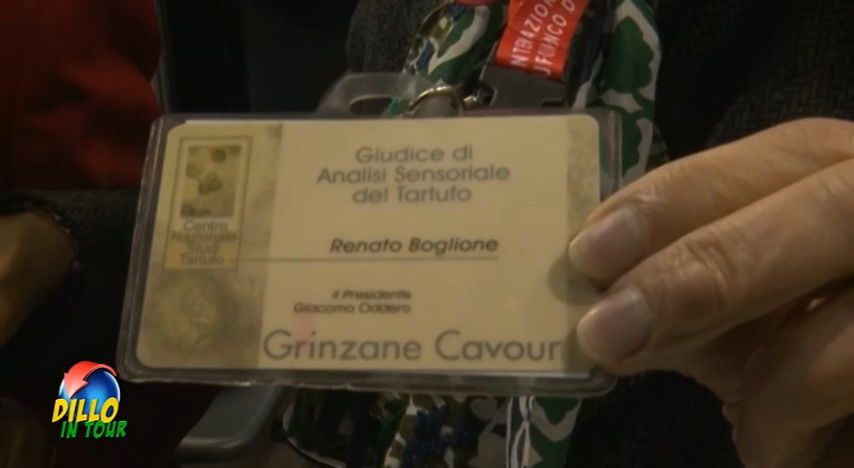 Giudice di
Analisi Sensoriale
del Tartufo
Centro
Nazionale
Studi
Tartufo
Renato Boglione
Il Presidente
Giacomo Oddero
Grinzane Cavour
DILLO
IN TOUR